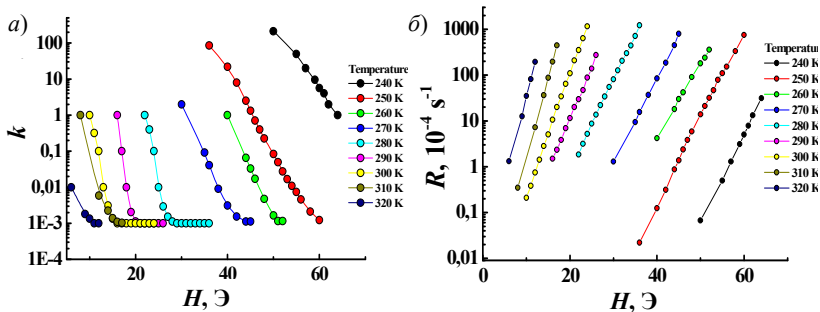 а)
k
100
10
1
0,1
0,01
1E-3
1E-4
20
40
60
H, Э
Temperature
240 K
250 K
260 K
270 K
280 K
290 K
300 K
310 K
320 K
б)
R, 10⁻⁴ s⁻¹
1000
100
10
1
0,1
0,01
0
20
40
60
H, Э
Temperature
240 K
250 K
260 K
270 K
280 K
290 K
300 K
310 K
320 K